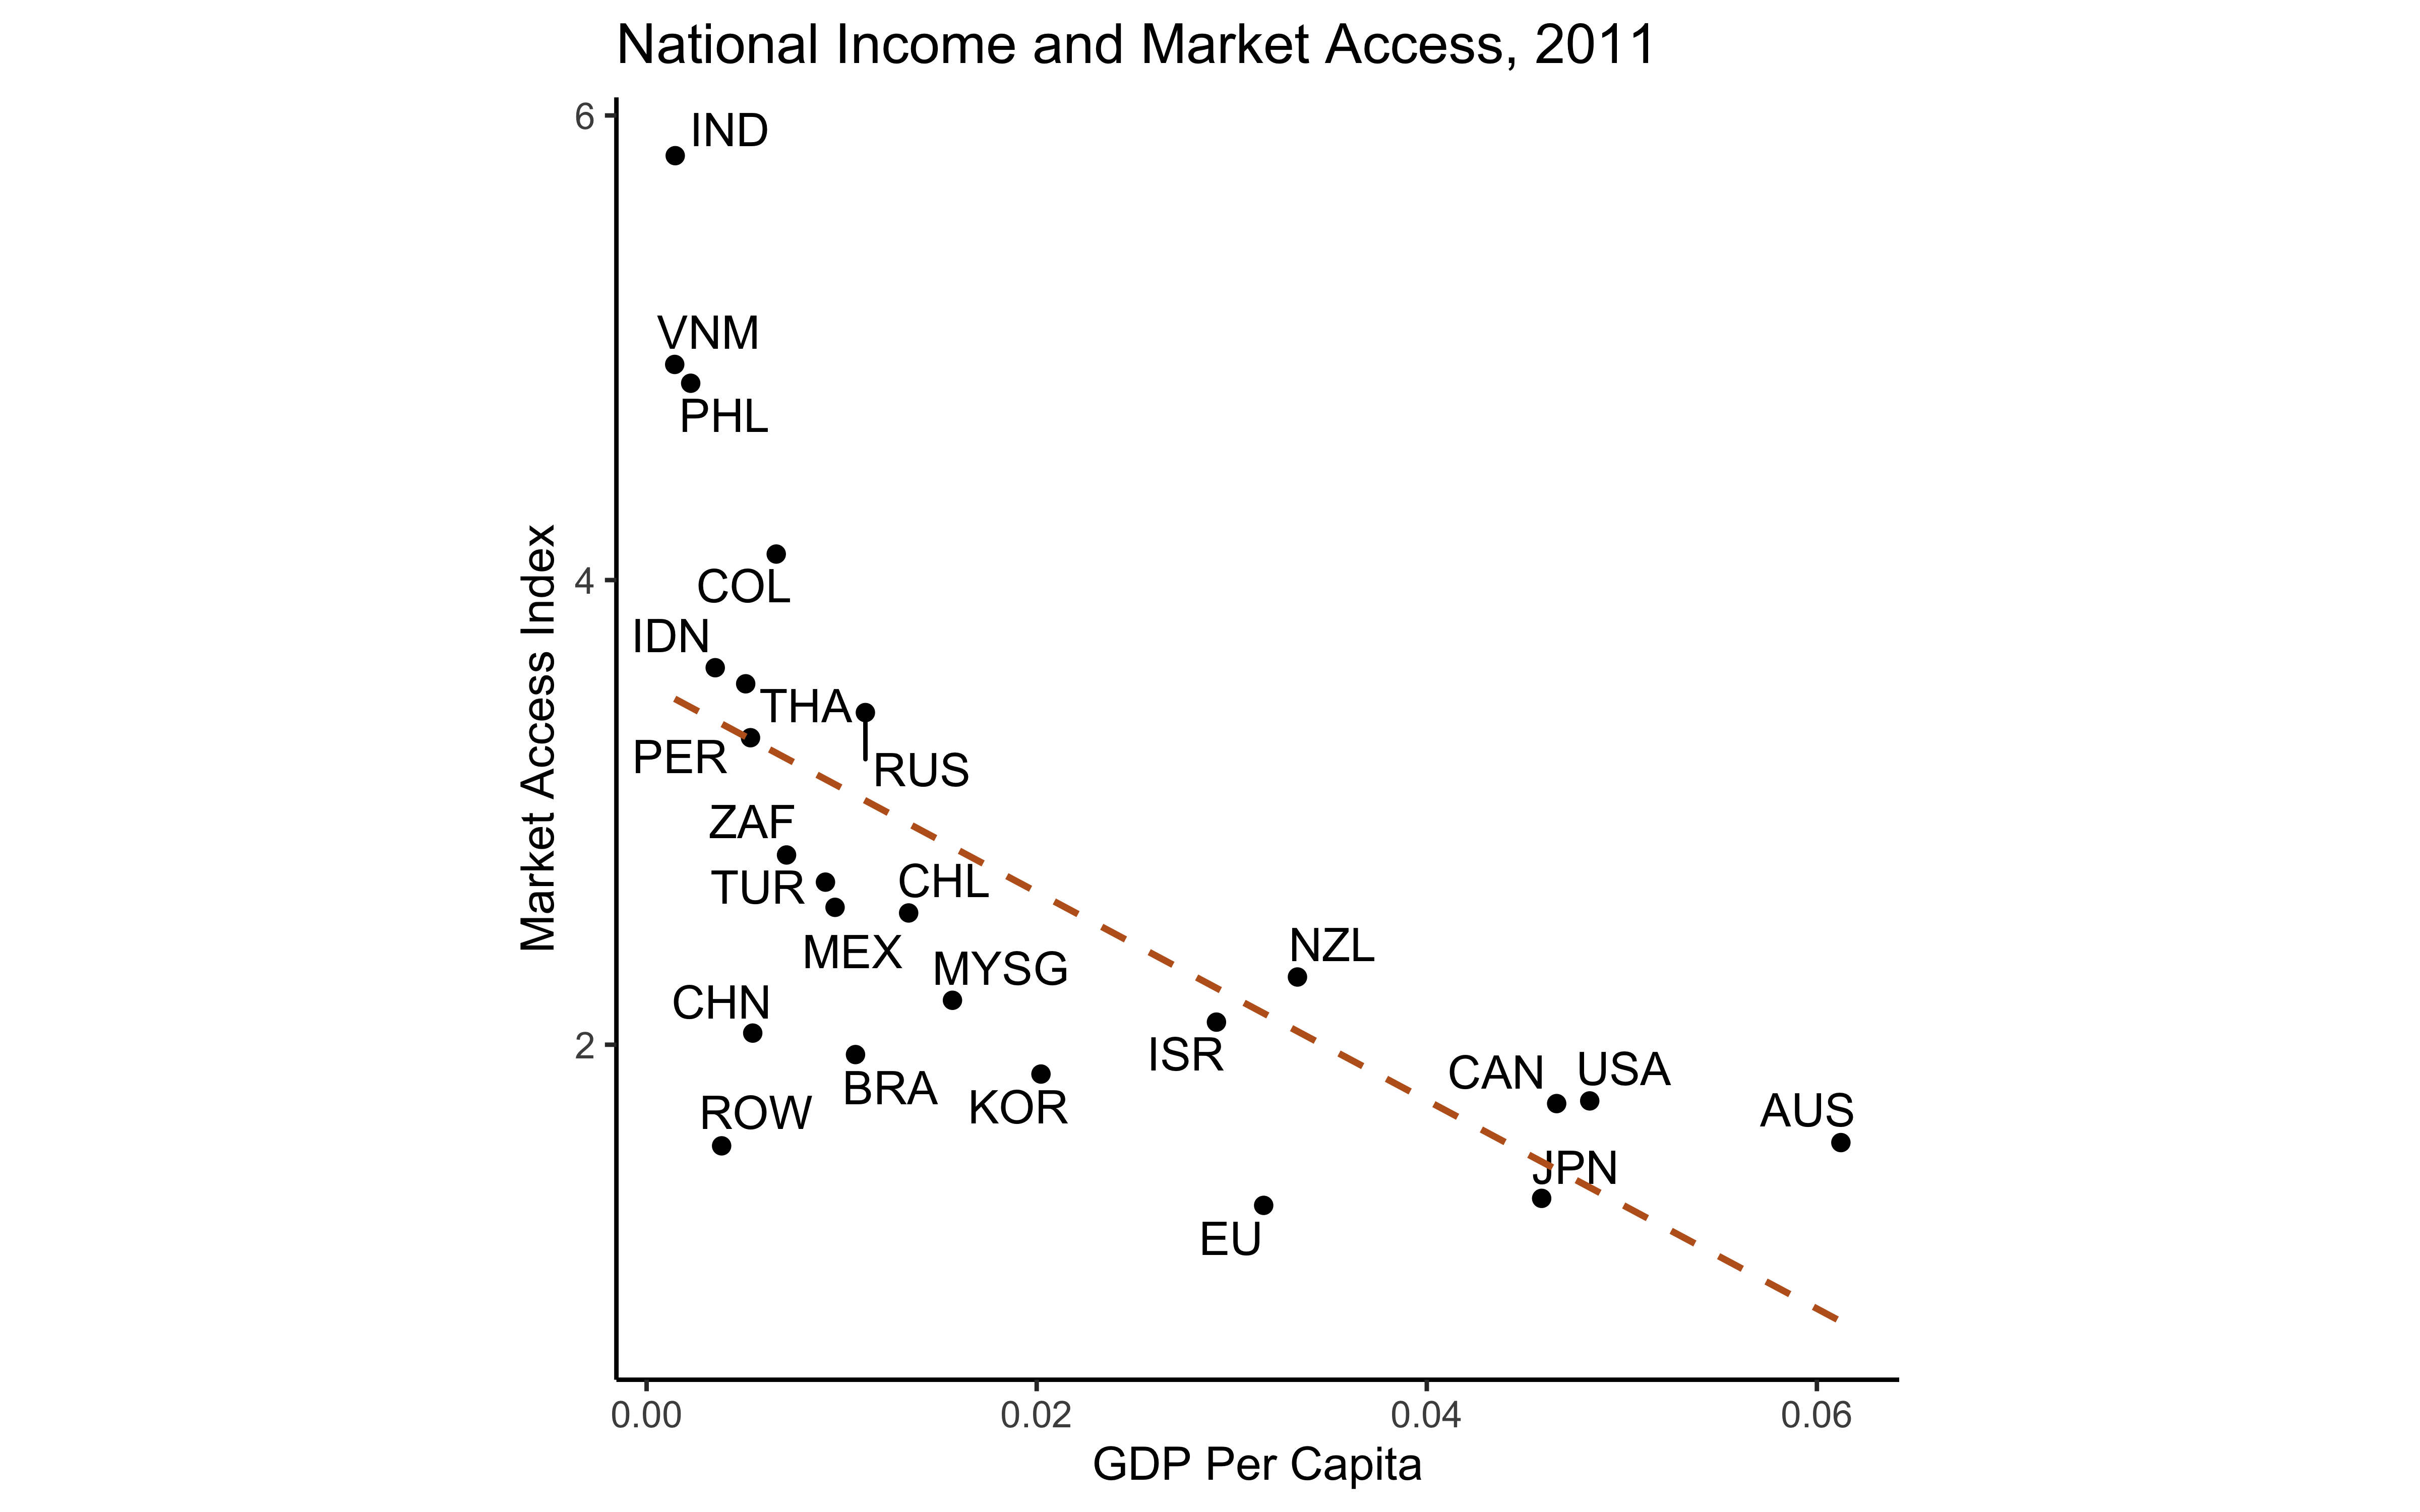 National Income and Market Access, 2011
6
IND
VNM
PHL
4
COL
IDN
THA
PER
RUS
ZAF
TUR
CHL
MEX
NZL
MYSG
CHN
2
ISR
BRA
KOR
CAN
USA
ROW
AUS
JPN
EU
Market Access Index
0.00
0.02
0.04
0.06
GDP Per Capita